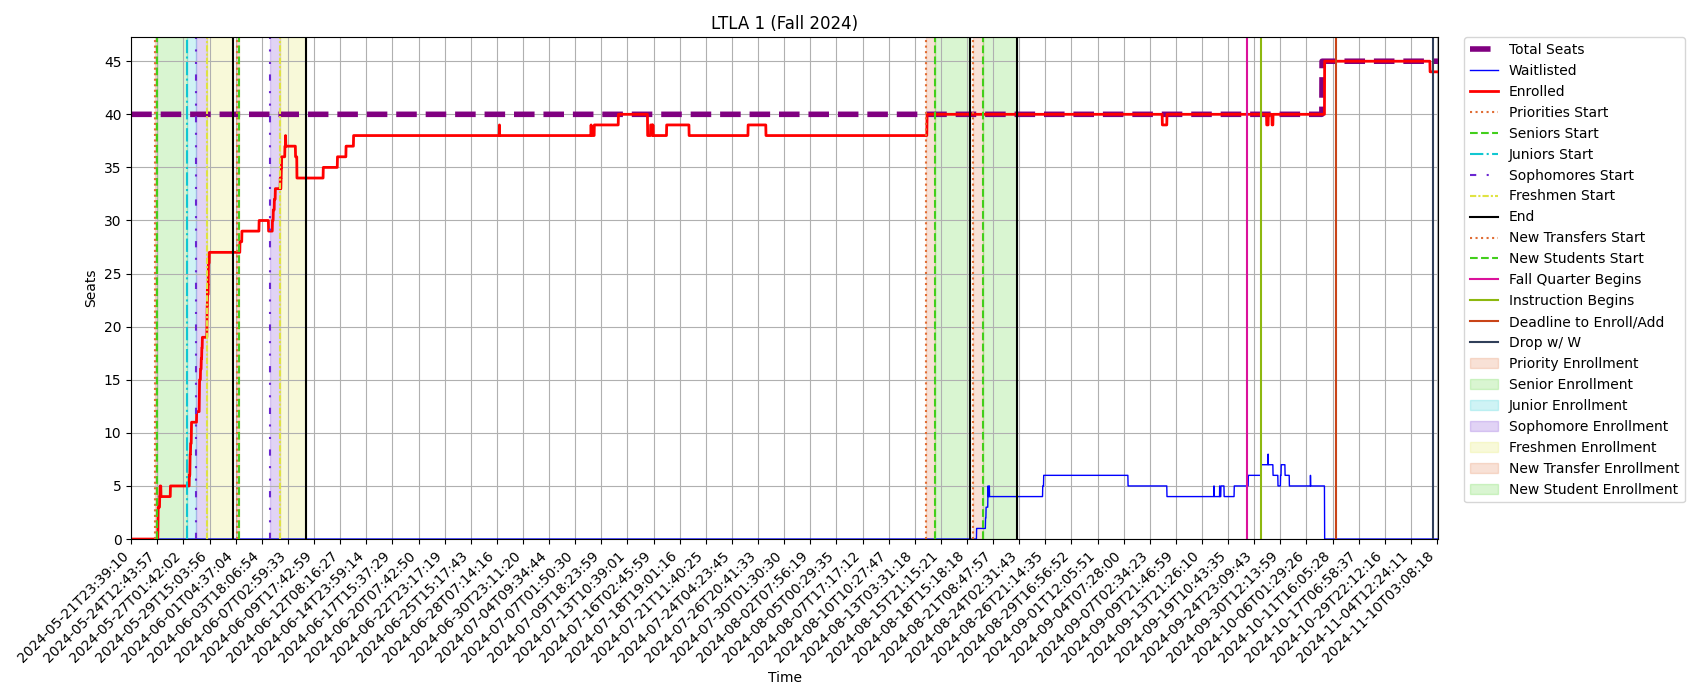 LTLA 1 (Fall 2024)
Seats
45
40
35
30
25
20
15
10
5
0
2024-05-21T23:39:10
2024-05-24T12:43:57
2024-05-27T01:42:02
2024-05-29T15:03:56
2024-06-01T04:37:04
2024-06-03T18:06:54
2024-06-07T02:59:33
2024-06-09T17:42:59
2024-06-12T08:16:27
2024-06-14T23:59:14
2024-06-17T15:37:29
2024-06-20T07:42:50
2024-06-22T23:17:19
2024-06-25T15:17:43
2024-06-28T07:14:16
2024-06-30T23:11:20
2024-07-04T09:34:44
2024-07-07T01:50:30
2024-07-09T18:23:59
2024-07-13T10:39:01
2024-07-16T02:45:59
2024-07-18T19:01:16
2024-07-21T11:40:25
2024-07-24T04:23:45
2024-07-26T20:41:33
2024-07-30T01:30:30
2024-08-02T07:56:19
2024-08-05T00:29:35
2024-08-07T17:17:12
2024-08-10T10:27:47
2024-08-13T03:31:18
2024-08-15T21:15:21
2024-08-18T15:18:18
2024-08-21T08:47:57
2024-08-24T02:31:43
2024-08-26T21:14:35
2024-08-29T16:56:52
2024-09-01T12:05:51
2024-09-04T07:28:00
2024-09-07T02:34:23
2024-09-09T21:46:59
2024-09-13T21:26:10
2024-09-19T10:43:35
2024-09-24T23:09:43
2024-09-30T12:13:59
2024-10-06T01:29:26
2024-10-11T16:05:28
2024-10-17T06:58:37
2024-10-29T22:12:16
2024-11-04T12:24:11
2024-11-10T03:08:18
Time
Total Seats
Waitlisted
Enrolled
Priorities Start
Seniors Start
Juniors Start
Sophomores Start
Freshmen Start
End
New Transfers Start
New Students Start
Fall Quarter Begins
Instruction Begins
Deadline to Enroll/Add
Drop w/ W
Priority Enrollment
Senior Enrollment
Junior Enrollment
Sophomore Enrollment
Freshmen Enrollment
New Transfer Enrollment
New Student Enrollment